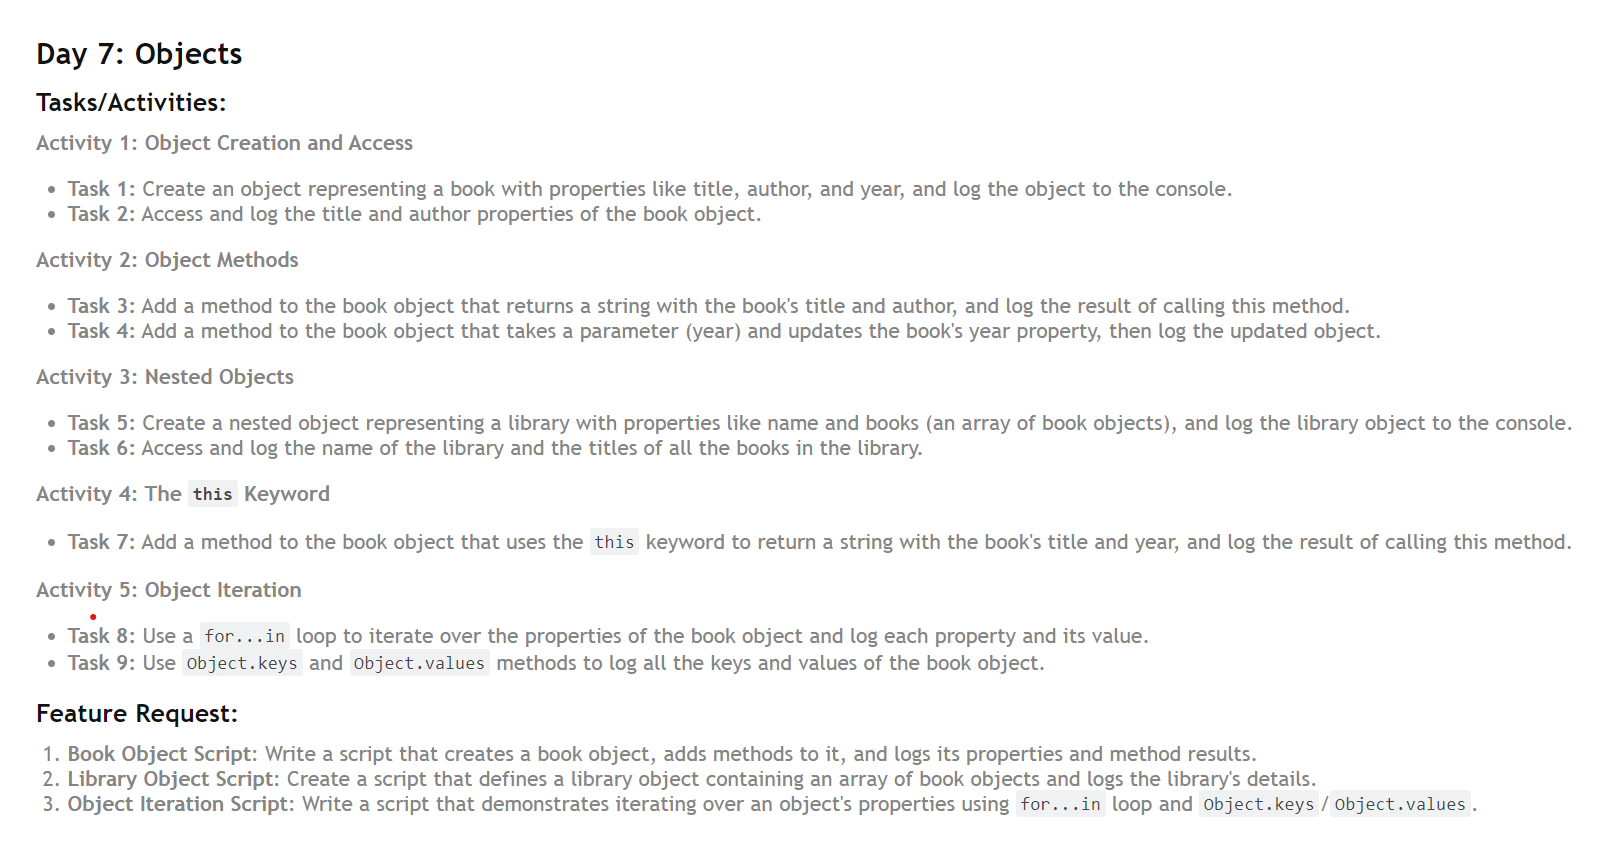 Day 7: Objects
Tasks/Activities:
Activity 1: Object Creation and Access
• Task 1: Create an object representing a book with properties like title, author, and year, and log the object to the console.
• Task 2: Access and log the title and author properties of the book object.
Activity 2: Object Methods
• Task 3: Add a method to the book object that returns a string with the book's title and author, and log the result of calling this method.
• Task 4: Add a method to the book object that takes a parameter (year) and updates the book's year property, then log the updated object.
Activity 3: Nested Objects
• Task 5: Create a nested object representing a library with properties like name and books (an array of book objects), and log the library object to the console.
• Task 6: Access and log the name of the library and the titles of all the books in the library.
Activity 4: The this Keyword
• Task 7: Add a method to the book object that uses the this keyword to return a string with the book's title and year, and log the result of calling this method.
Activity 5: Object Iteration
• Task 8: Use a for...in loop to iterate over the properties of the book object and log each property and its value.
• Task 9: Use Object.keys and Object.values methods to log all the keys and values of the book object.
Feature Request:
1. Book Object Script: Write a script that creates a book object, adds methods to it, and logs its properties and method results.
2. Library Object Script: Create a script that defines a library object containing an array of book objects and logs the library's details.
3. Object Iteration Script: Write a script that demonstrates iterating over an object's properties using for...in loop and Object.keys/Object.values.